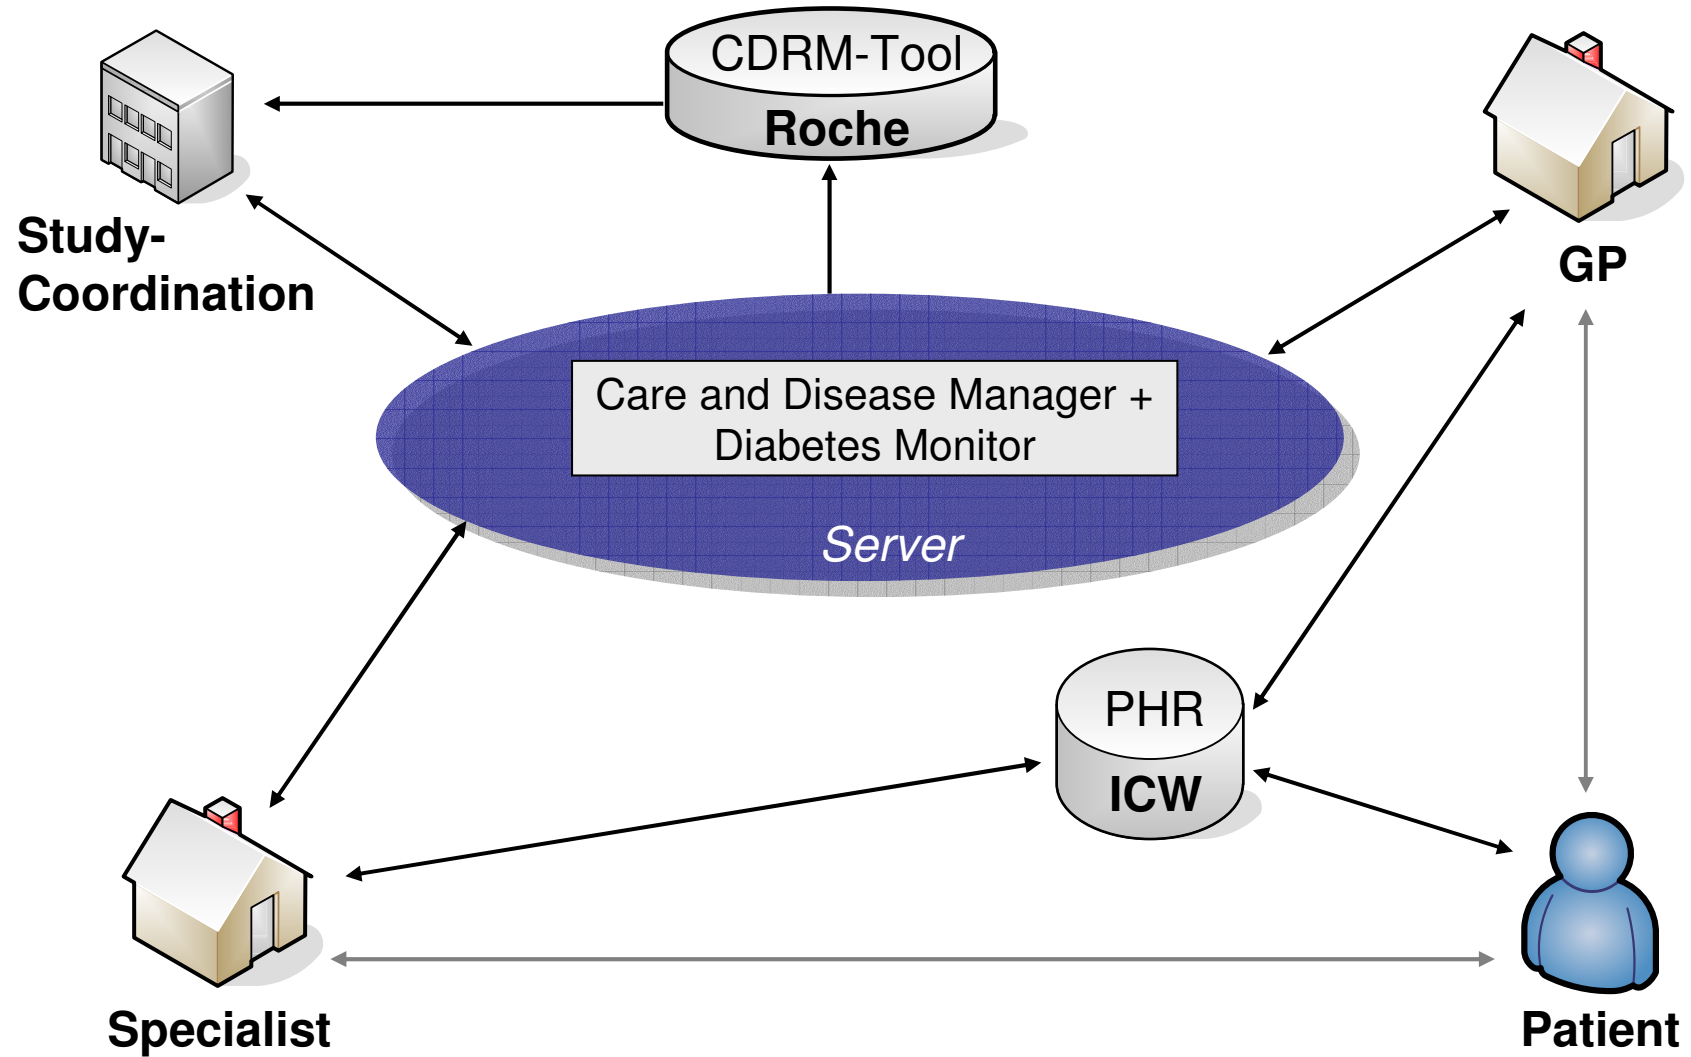 CDRM-Tool
Roche
Study-
Coordination
GP
Care and Disease Manager +
Diabetes Monitor
Server
PHR
ICW
Specialist
Patient